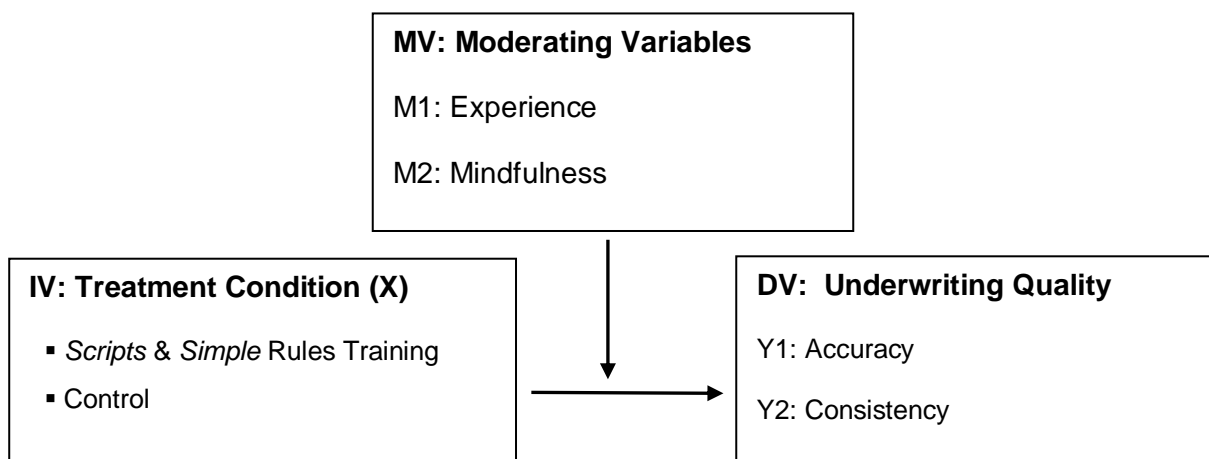 MV: Moderating Variables
M1: Experience
M2: Mindfulness
IV: Treatment Condition (X)
▪ Scripts & Simple Rules Training
▪ Control
DV: Underwriting Quality
Y1: Accuracy
Y2: Consistency